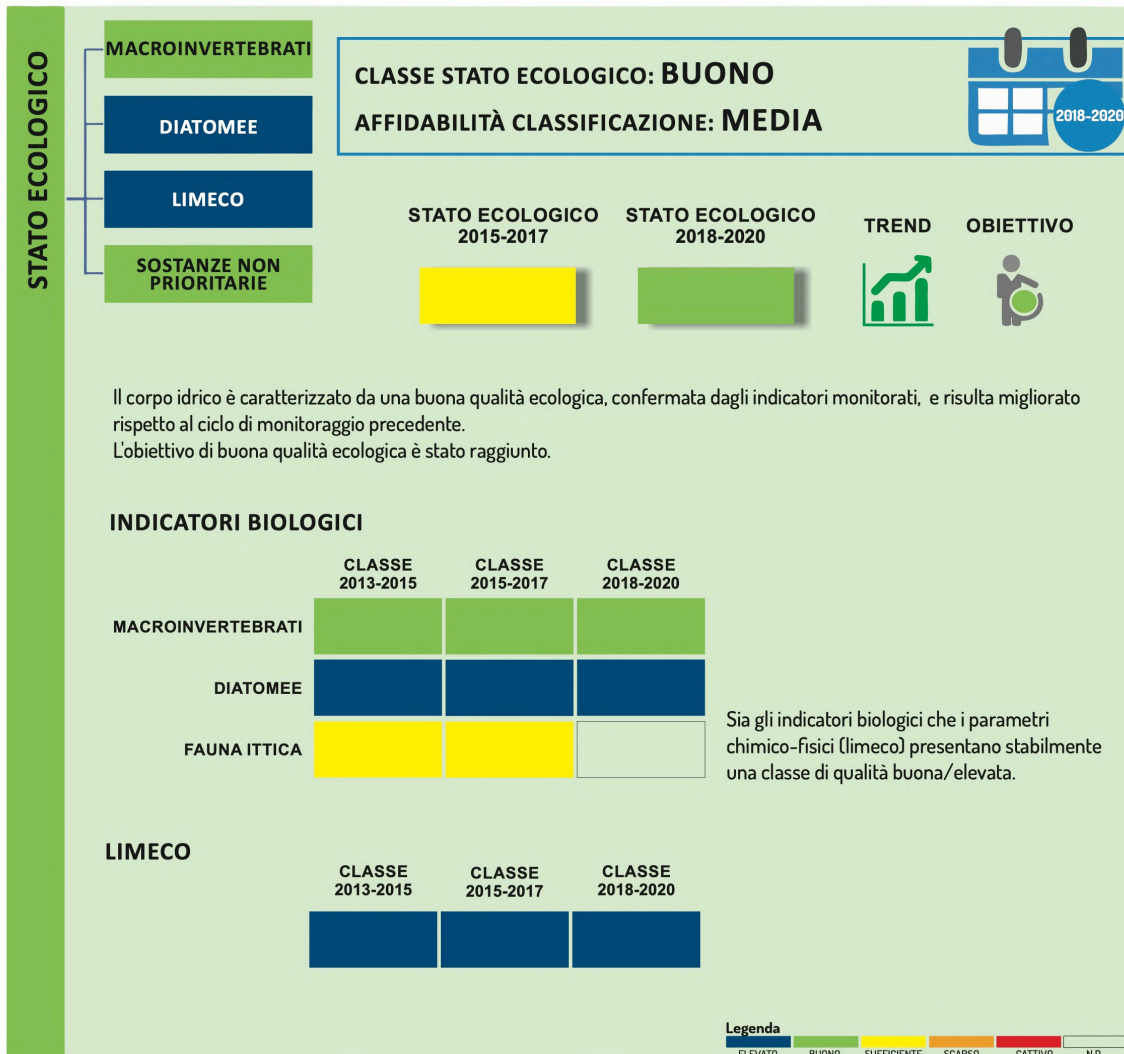 STATO ECOLOGICO
MACROINVERTEBRATI
DIATOMEE
LIMECO
SOSTANZE NON
PRIORITARIE
CLASSE STATO ECOLOGICO: BUONO
AFFIDABILITÀ CLASSIFICAZIONE: MEDIA
2018-2020
STATO ECOLOGICO
2015-2017
STATO ECOLOGICO
2018-2020
TREND
OBIETTIVO
Il corpo idrico è caratterizzato da una buona qualità ecologica, confermata dagli indicatori monitorati, e risulta migliorato
rispetto al ciclo di monitoraggio precedente.
L'obiettivo di buona qualità ecologica è stato raggiunto.
INDICATORI BIOLOGICI
CLASSE
2013-2015
CLASSE
2015-2017
CLASSE
2018-2020
MACROINVERTEBRATI
DIATOMEE
FAUNA ITTICA
Sia gli indicatori biologici che i parametri
chimico-fisici (limeco) presentano stabilmente
una classe di qualità buona/elevata.
LIMECO
CLASSE
2013-2015
CLASSE
2015-2017
CLASSE
2018-2020
Legenda
ELEVATO
BUONO
SUFFICIENTE
SCARSO
CATTIVO
N.D.